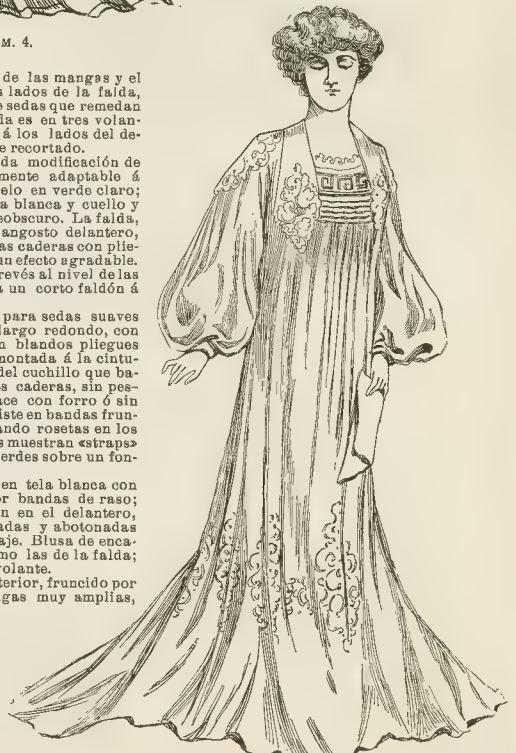 M. 4.
de las mangas y el
s lados de la falda,
e sedas que remedan
da es en tres volan-
á los lados del de-
e recortado.
da modificación de
mente adaptable á
elo en verde claro;
a blanca y cuello y
eobscuro. La falda,
angosto delantero,
as caderas con plie-
un efecto agradable.
revés al nivel de las
a un corto faldón á
para sedas suaves
largo redondo, con
n blandos pliegues
montada á la cintu-
del cuchillo que ba-
s caderas, sin pes-
ace con forro ó sin
iste en bandas frun-
ando rosetas en los
s muestran «straps»
erdes sobre un fon-
en tela blanca con
or bandas de raso;
n en el delantero,
adas y abotonadas
aje. Blusa de enca-
mo las de la falda;
volante.
terior, fruncido por
gas muy amplias,